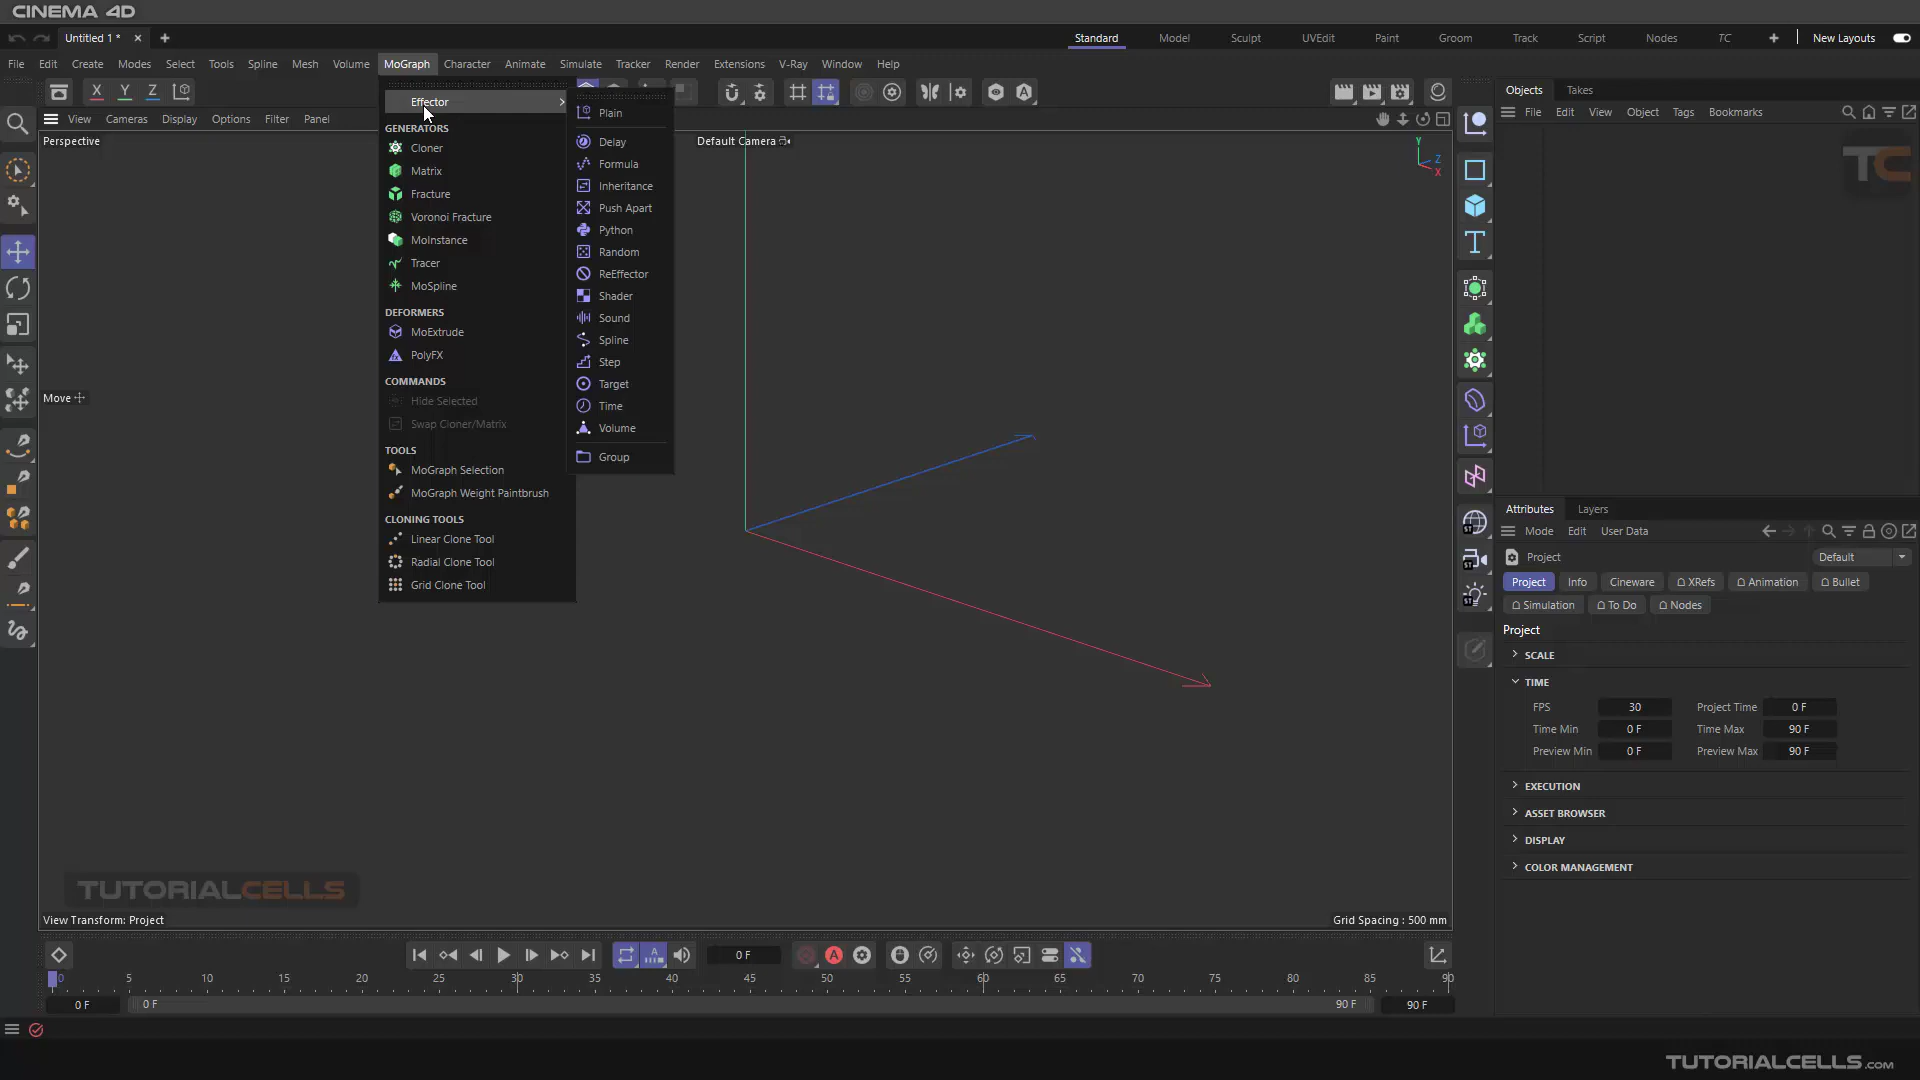 CINEMA 4D
Untitled 1 *
Standard
Model
Sculpt
UVEdit
Paint
Groom
Track
Script
Nodes
TC
New Layouts
File Edit Create Modes Select Tools Spline Mesh Volume MoGraph Character Animate Simulate Tracker Render Extensions V-Ray Window Help
X Y Z
View Cameras Display Options Filter Panel
Perspective
Default Camera
Y
Z
X
Move
Effector
GENERATORS
Cloner
Matrix
Fracture
Voronoi Fracture
MoInstance
Tracer
MoSpline
DEFORMERS
MoExtrude
PolyFX
COMMANDS
Hide Selected
Swap Cloner/Matrix
TOOLS
MoGraph Selection
MoGraph Weight Paintbrush
CLONING TOOLS
Linear Clone Tool
Radial Clone Tool
Grid Clone Tool
Plain
Delay
Formula
Inheritance
Push Apart
Python
Random
ReEffector
Shader
Sound
Spline
Step
Target
Time
Volume
Group
Objects Takes
File Edit View Object Tags Bookmarks
TC
Attributes Layers
Mode Edit User Data
Project
Default
Project Info Cineware XRefs Animation Bullet
Simulation To Do Nodes
Project
SCALE
TIME
FPS 30 Project Time 0 F
Time Min 0 F Time Max 90 F
Preview Min 0 F Preview Max 90 F
EXECUTION
ASSET BROWSER
DISPLAY
COLOR MANAGEMENT
TUTORIALCELLS
View Transform: Project
Grid Spacing : 500 mm
0 F
0 5 10 15 20 25 30 35 40 45 50 55 60 65 70 75 80 85 90
0 F 0 F 90 F 90 F
TUTORIALCELLS.COM